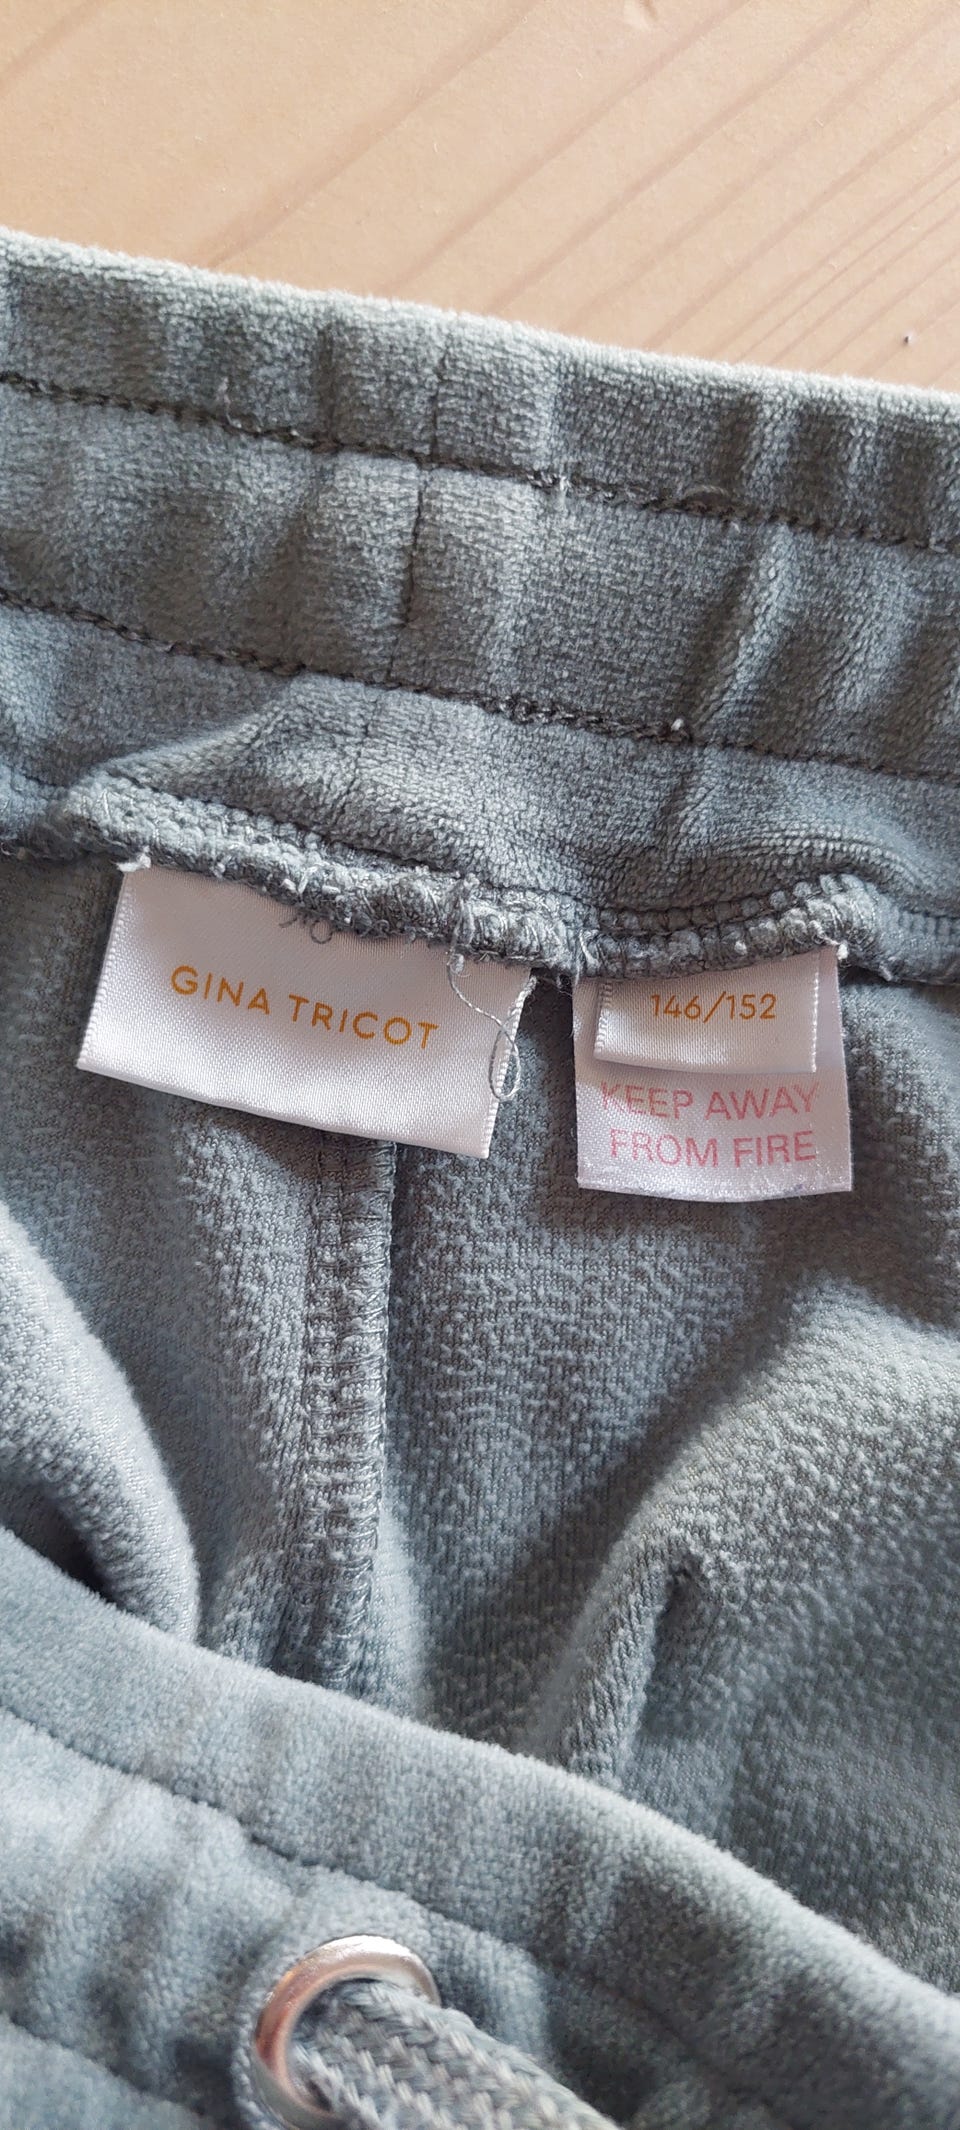 GINA TRICOT
146/152
KEEP AWAY
FROM FIRE